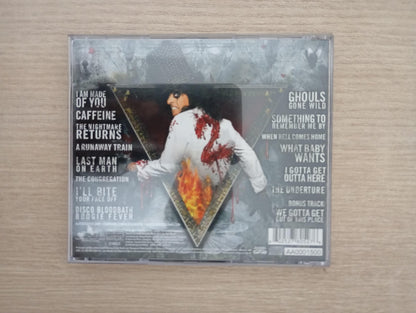 I AM MADE
OF YOU
CAFFEINE
THE NIGHTMARE
RETURNS
A RUNAWAY TRAIN
LAST MAN
ON EARTH
THE CONGREGATION
I'LL BITE
YOUR FACE OFF
DISCO BLOODBATH
BOOGIE FEVER
GHOULS
GONE WILD
SOMETHING TO
REMEMBER ME BY
WHEN HELL COMES HOME
WHAT BABY
WANTS
I GOTTA GET
OUTTA HERE
THE UNDERTURE
BONUS TRACK:
WE GOTTA GET
OUT OF THIS PLACE
2
AA0001500